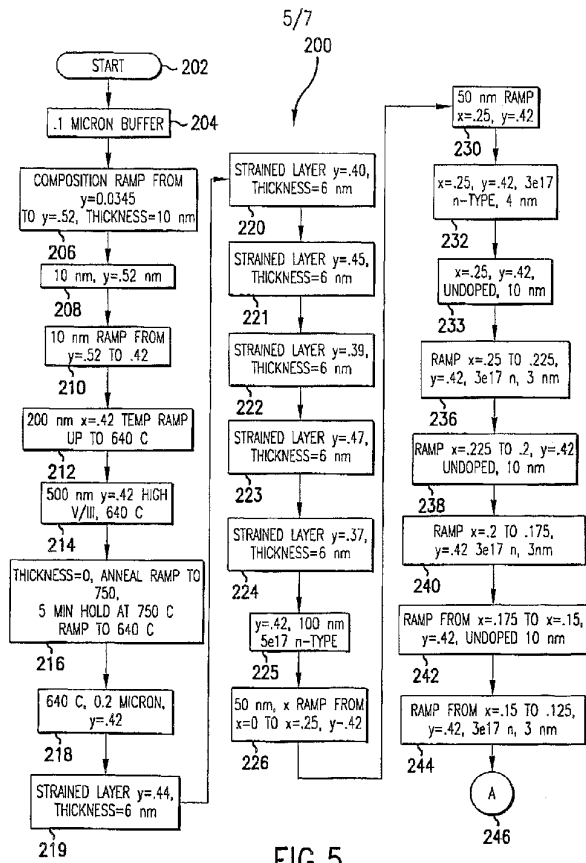 5/7
200
START
202
.1 MICRON BUFFER
204
COMPOSITION RAMP FROM
y=0.0345
TO y=.52, THICKNESS=10 nm
206
10 nm, y=.52 nm
208
10 nm RAMP FROM
y=.52 TO .42
210
200 nm x=.42 TEMP RAMP
UP TO 640 C
212
500 nm y=.42 HIGH
V/III, 640 C
214
THICKNESS=0, ANNEAL RAMP TO
750,
5 MIN HOLD AT 750 C
RAMP TO 640 C
216
640 C, 0.2 MICRON,
y=.42
218
STRAINED LAYER y=.44,
THICKNESS=6 nm
219
STRAINED LAYER y=.40,
THICKNESS=6 nm
220
STRAINED LAYER y=.45,
THICKNESS=6 nm
221
STRAINED LAYER y=.39,
THICKNESS=6 nm
222
STRAINED LAYER y=.47,
THICKNESS=6 nm
223
STRAINED LAYER y=.37,
THICKNESS=6 nm
224
y=.42, 100 nm
5e17 n-TYPE
225
50 nm, x RAMP FROM
x=0 TO x=.25, y-.42
226
50 nm RAMP
x=.25, y=.42
230
x=.25, y=.42, 3e17
n-TYPE, 4 nm
232
x=.25, y=.42,
UNDOPED, 10 nm
233
RAMP x=.25 TO .225,
y=.42, 3e17 n, 3 nm
236
RAMP x=.225 TO .2, y=.42
UNDOPED, 10 nm
238
RAMP x=.2 TO .175,
y=.42 3e17 n, 3nm
240
RAMP FROM x=.175 TO x=.15,
y=.42, UNDOPED 10 nm
242
RAMP FROM x=.15 TO .125,
y=.42, 3e17 n, 3 nm
244
A
246
FIG.5